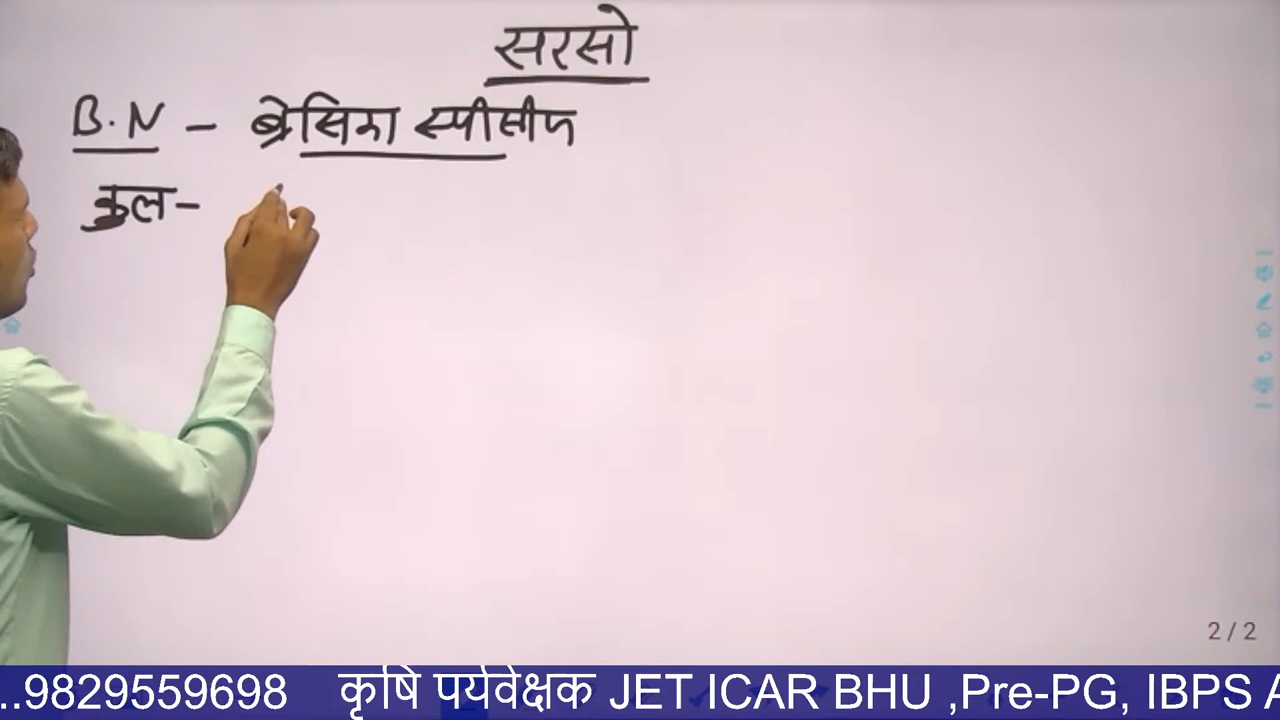 सरसो
B.N - ब्रेसिका स्पीसीज
कुल-
2/2
..9829559698 कृषि पर्यवेक्षक JET ICAR BHU ,Pre-PG, IBPS A